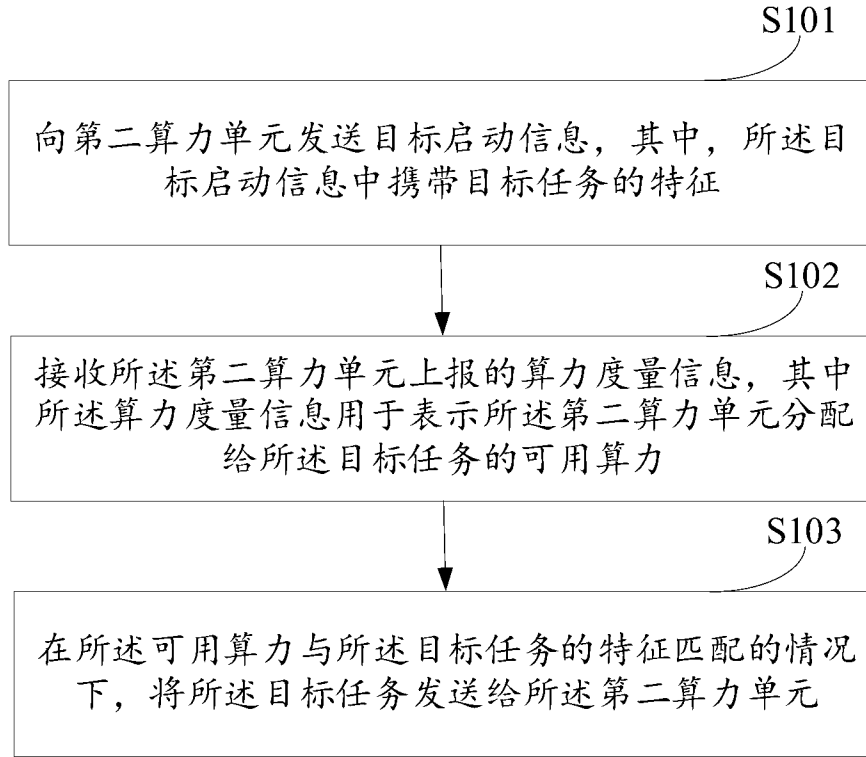 S101
向第二算力单元发送目标启动信息，其中，所述目
标启动信息中携带目标任务的特征
S102
接收所述第二算力单元上报的算力度量信息，其中
所述算力度量信息用于表示所述第二算力单元分配
给所述目标任务的可用算力
S103
在所述可用算力与所述目标任务的特征匹配的情况
下，将所述目标任务发送给所述第二算力单元